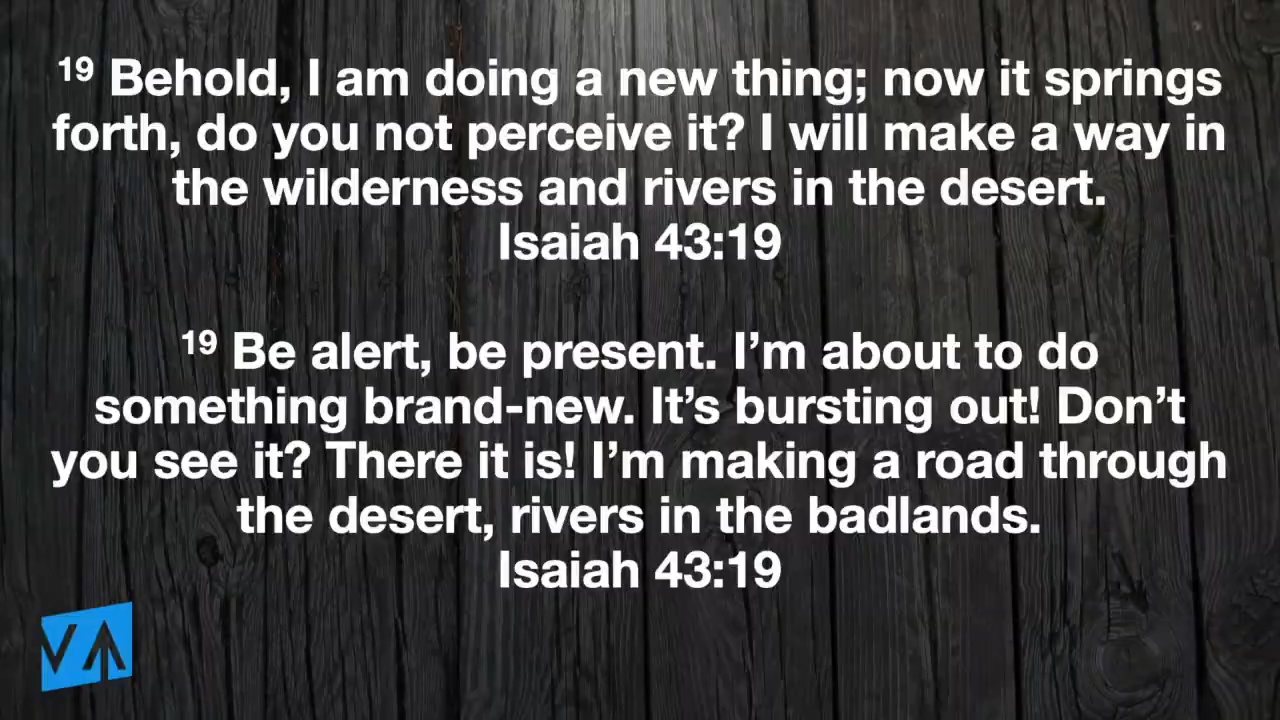 19 Behold, I am doing a new thing; now it springs
forth, do you not perceive it? I will make a way in
the wilderness and rivers in the desert.
Isaiah 43:19
19 Be alert, be present. I’m about to do
something brand-new. It’s bursting out! Don’t
you see it? There it is! I’m making a road through
the desert, rivers in the badlands.
Isaiah 43:19